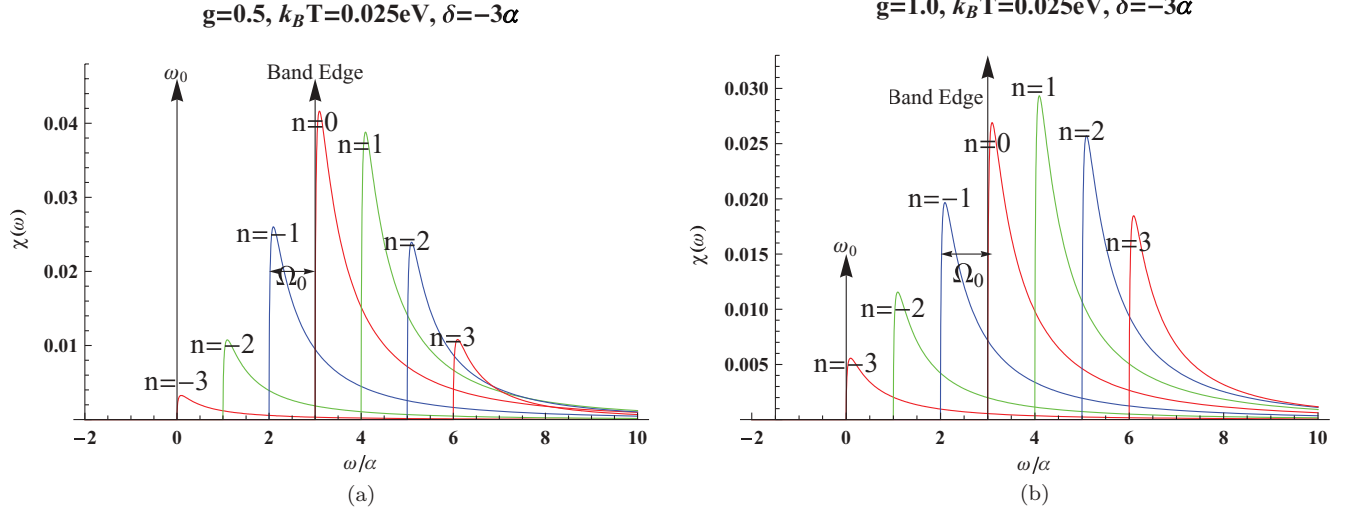 g=0.5, k_BT=0.025eV, δ=−3α
ω₀
Band Edge
n=0
n=1
n=−1
n=2
Ω₀
n=−2
n=3
n=−3
χ(ω)
0.04
0.03
0.02
0.01
−2
0
2
4
6
8
10
ω/α
(a)
g=1.0, k_BT=0.025eV, δ=−3α
Band Edge
n=1
n=2
n=0
n=−1
n=3
ω₀
Ω₀
n=−2
n=−3
χ(ω)
0.030
0.025
0.020
0.015
0.010
0.005
−2
0
2
4
6
8
10
ω/α
(b)